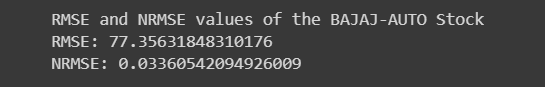 RMSE and NRMSE values of the BAJAJ-AUTO Stock
RMSE: 77.35631848310176
NRMSE: 0.03360542094926009